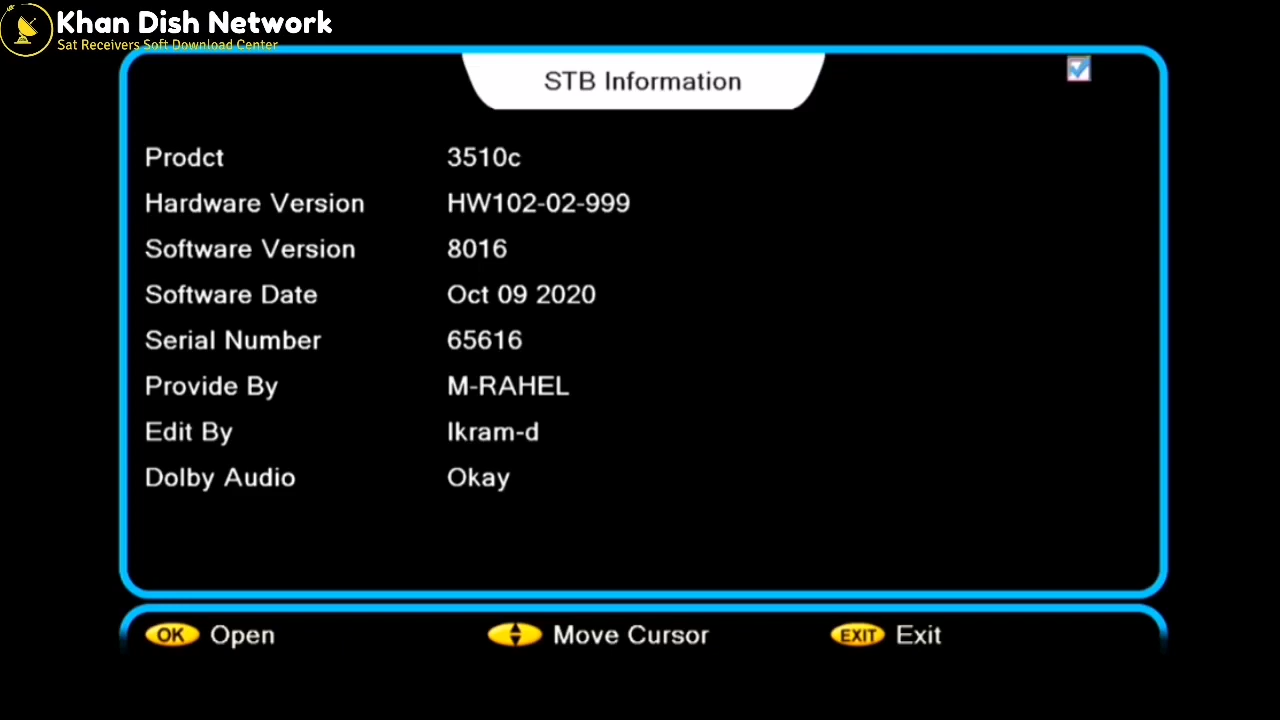 Khan Dish Network
Sat Receivers Soft Download Center
STB Information
Prodct 3510c
Hardware Version HW102-02-999
Software Version 8016
Software Date Oct 09 2020
Serial Number 65616
Provide By M-RAHEL
Edit By Ikram-d
Dolby Audio Okay
OK Open Move Cursor EXIT Exit